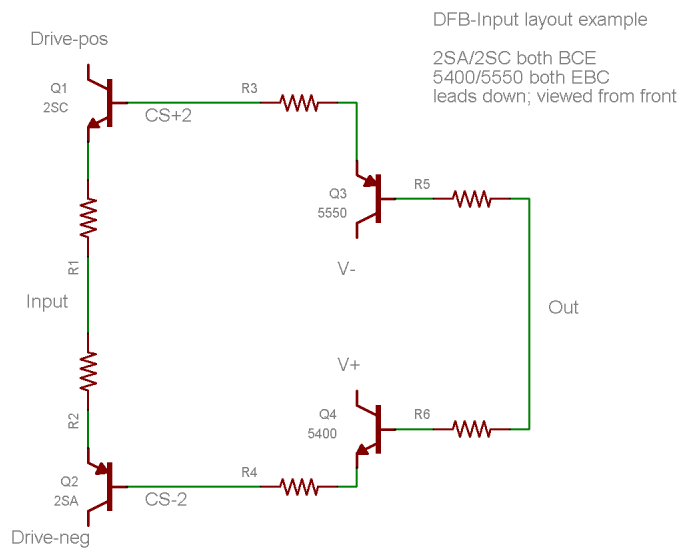 DFB-Input layout example
2SA/2SC both BCE
5400/5550 both EBC
leads down; viewed from front
Drive-pos
Q1
2SC
CS+2
R3
Q3
5550
R5
V-
R1
Input
Out
V+
R2
Q4
5400
R6
Q2
2SA
CS-2
R4
Drive-neg